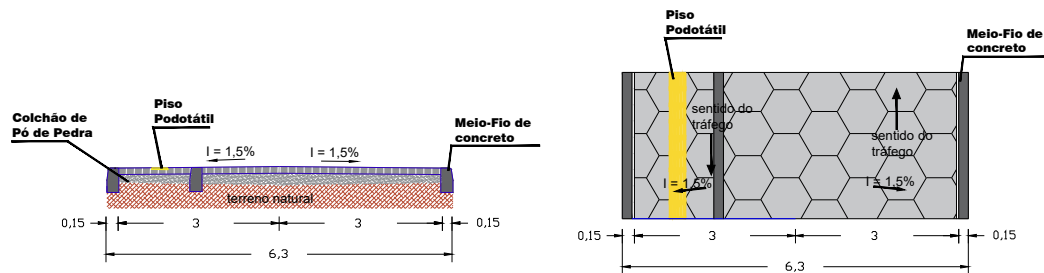 Colchão de
Pó de Pedra
Piso
Podotátil
Meio-Fio de
concreto
I = 1,5%
I = 1,5%
terreno natural
0,15
3
3
0,15
6,3
Piso
Podotátil
Meio-Fio de
concreto
sentido do
tráfego
sentido do
tráfego
I = 1,5%
I = 1,5%
0,15
3
3
0,15
6,3